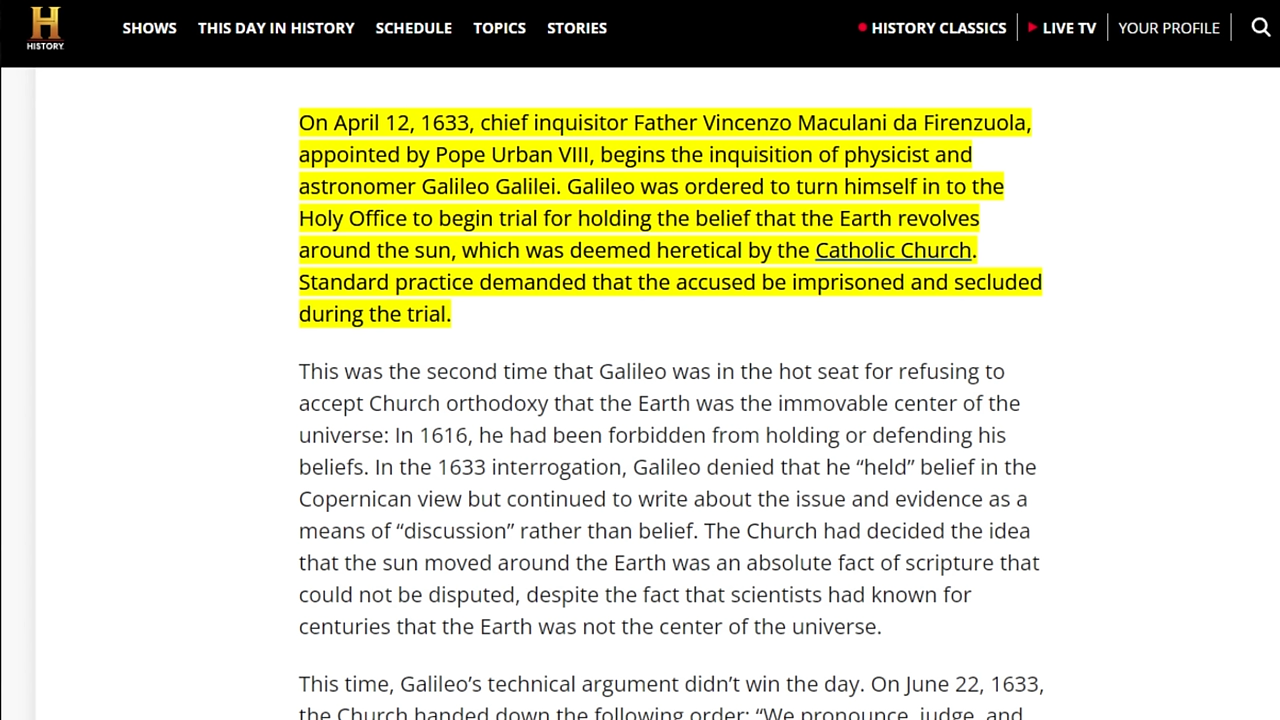 H
HISTORY.
SHOWS THIS DAY IN HISTORY SCHEDULE TOPICS STORIES HISTORY CLASSICS LIVE TV YOUR PROFILE
On April 12, 1633, chief inquisitor Father Vincenzo Maculani da Firenzuola,
appointed by Pope Urban VIII, begins the inquisition of physicist and
astronomer Galileo Galilei. Galileo was ordered to turn himself in to the
Holy Office to begin trial for holding the belief that the Earth revolves
around the sun, which was deemed heretical by the Catholic Church.
Standard practice demanded that the accused be imprisoned and secluded
during the trial.
This was the second time that Galileo was in the hot seat for refusing to
accept Church orthodoxy that the Earth was the immovable center of the
universe: In 1616, he had been forbidden from holding or defending his
beliefs. In the 1633 interrogation, Galileo denied that he “held” belief in the
Copernican view but continued to write about the issue and evidence as a
means of “discussion” rather than belief. The Church had decided the idea
that the sun moved around the Earth was an absolute fact of scripture that
could not be disputed, despite the fact that scientists had known for
centuries that the Earth was not the center of the universe.
This time, Galileo’s technical argument didn’t win the day. On June 22, 1633,
the Church handed down the following order: “We pronounce, judge, and